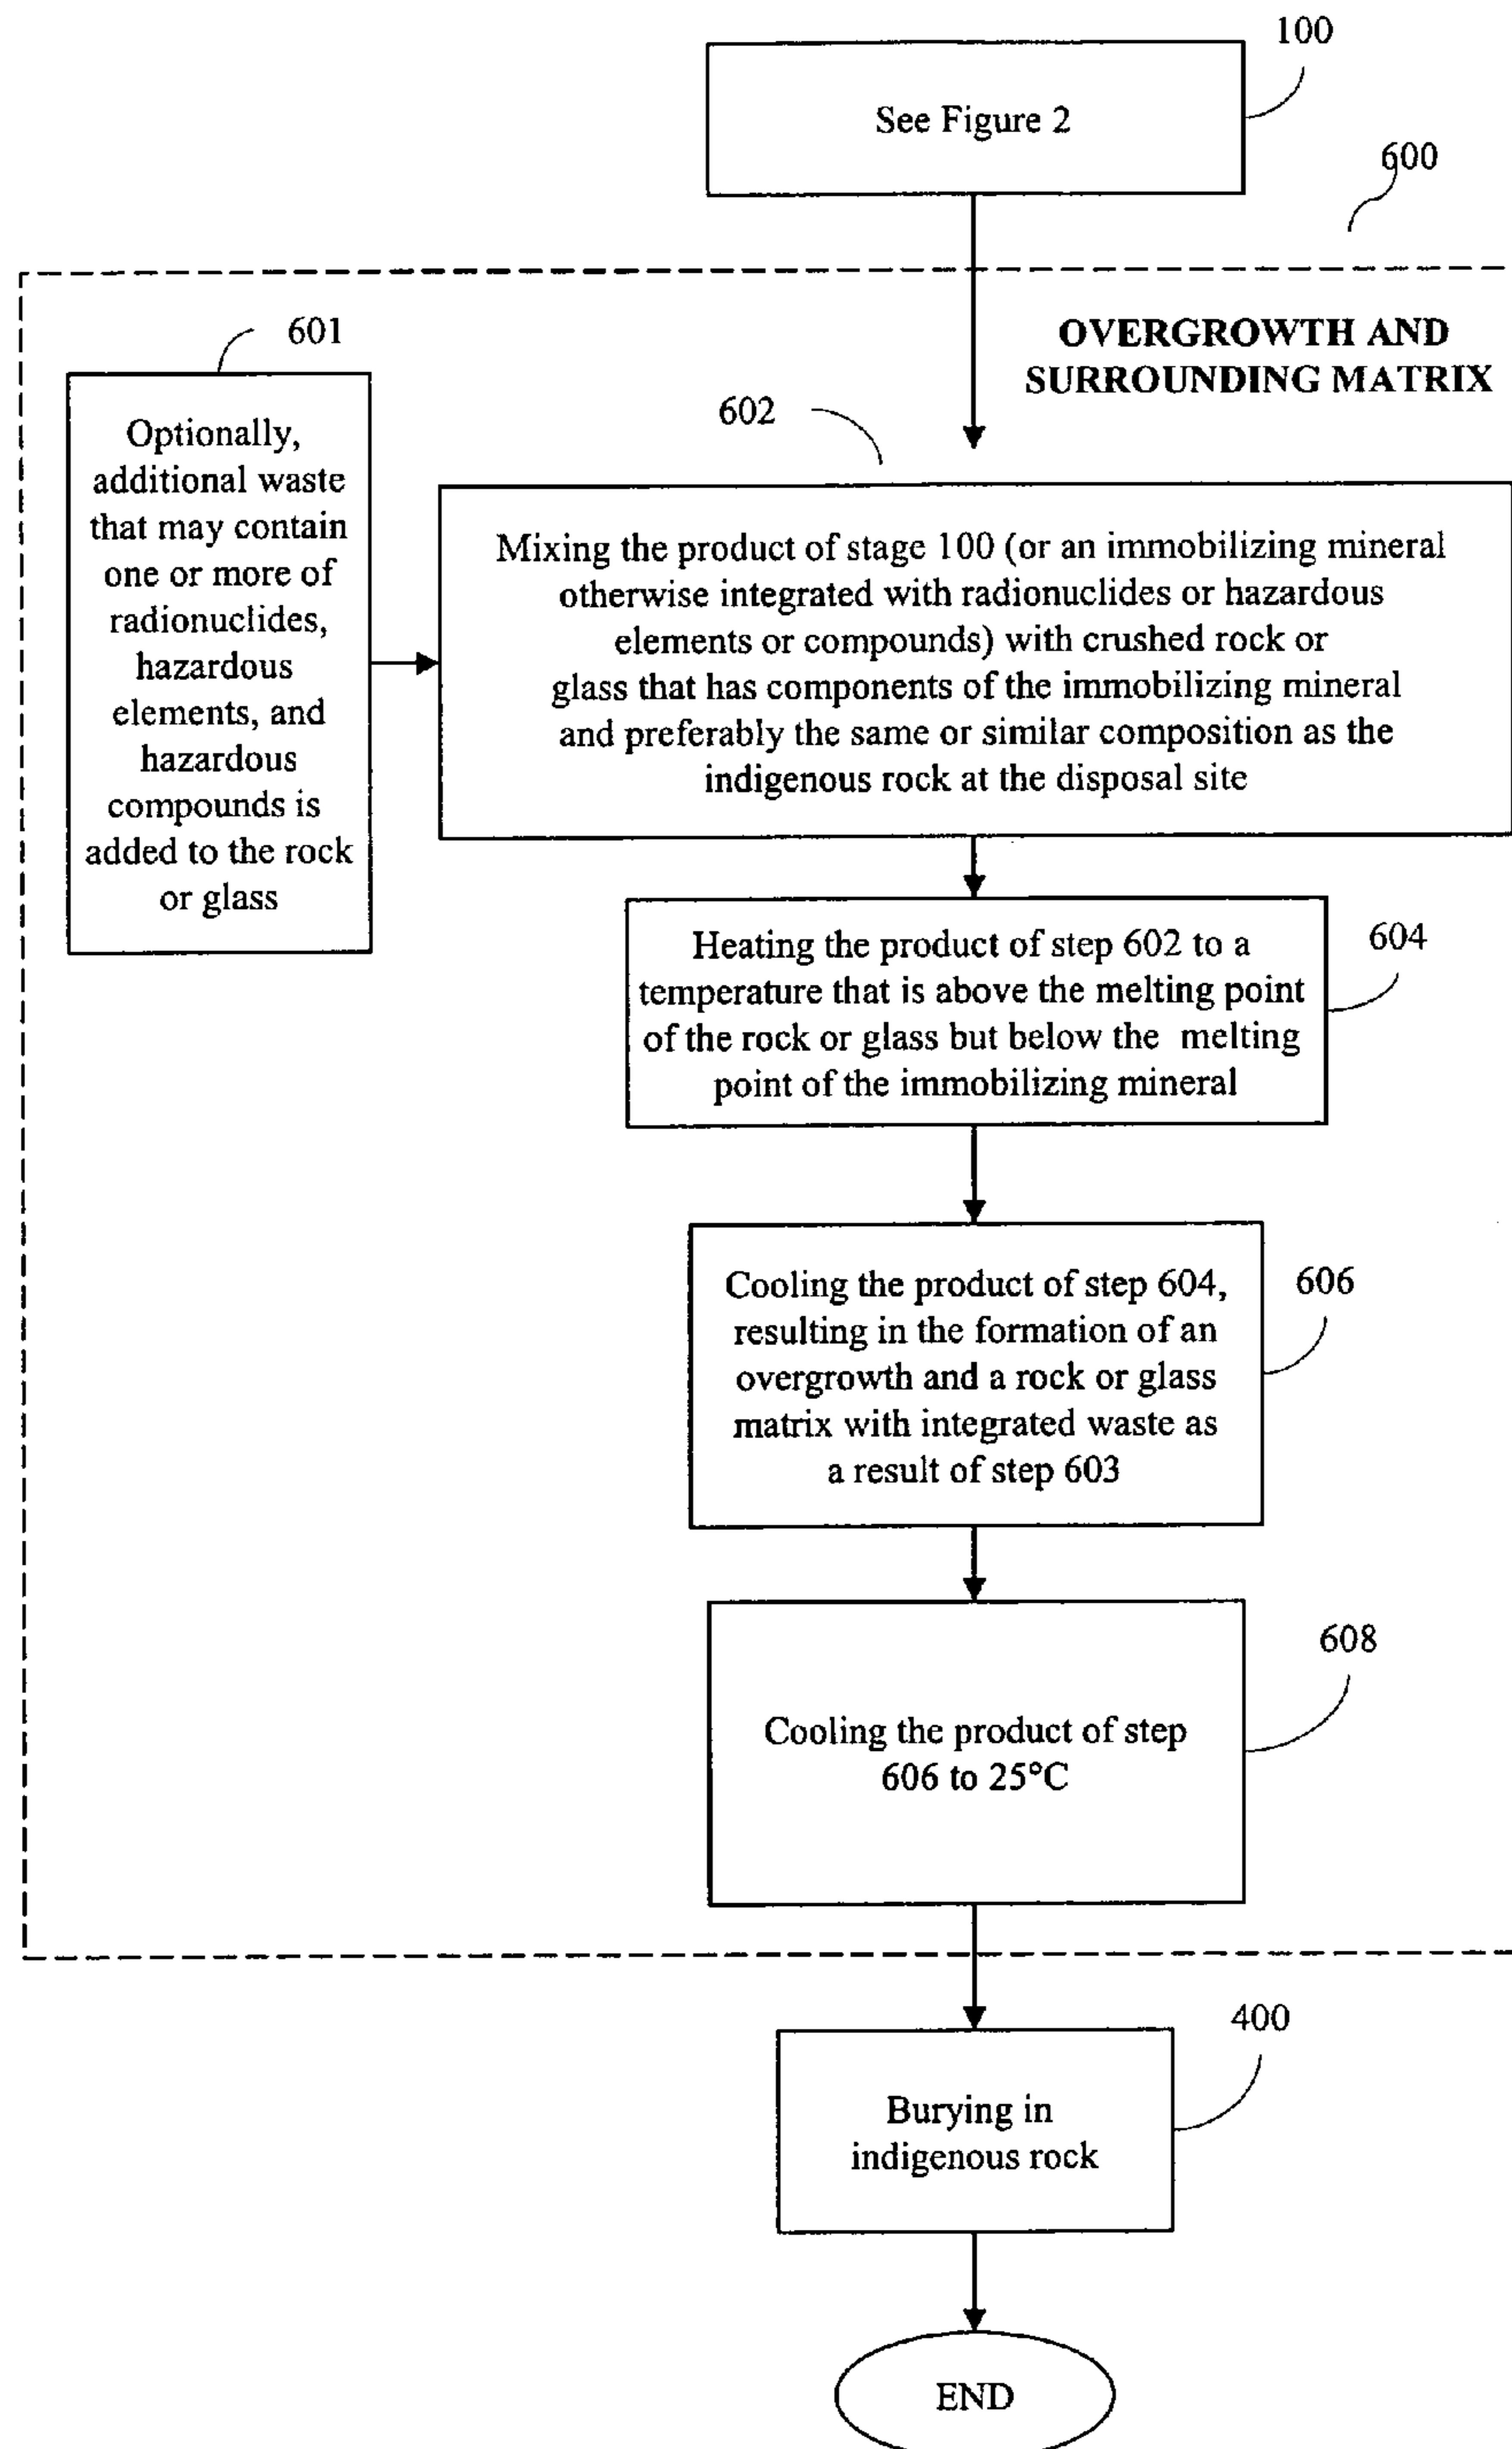 100
See Figure 2
600
OVERGROWTH AND
SURROUNDING MATRIX
601
Optionally,
additional waste
that may contain
one or more of
radionuclides,
hazardous
elements, and
hazardous
compounds is
added to the rock
or glass
602
Mixing the product of stage 100 (or an immobilizing mineral
otherwise integrated with radionuclides or hazardous
elements or compounds) with crushed rock or
glass that has components of the immobilizing mineral
and preferably the same or similar composition as the
indigenous rock at the disposal site
604
Heating the product of step 602 to a
temperature that is above the melting point
of the rock or glass but below the melting
point of the immobilizing mineral
606
Cooling the product of step 604,
resulting in the formation of an
overgrowth and a rock or glass
matrix with integrated waste as
a result of step 603
608
Cooling the product of step
606 to 25°C
400
Burying in
indigenous rock
END